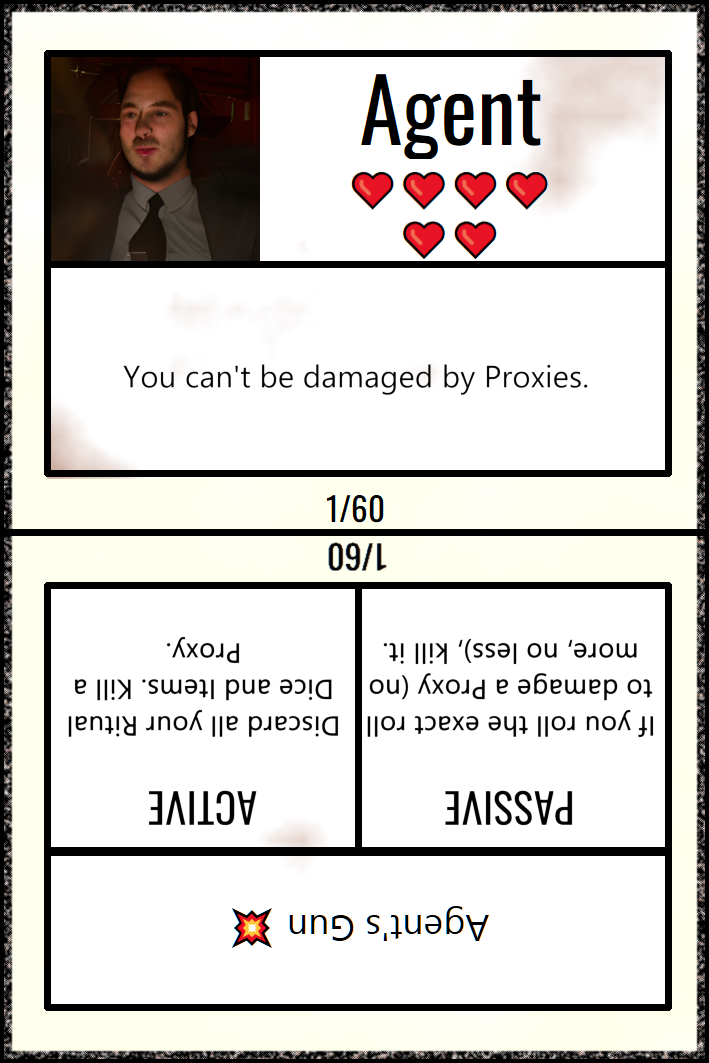 Agent
You can't be damaged by Proxies.
1/60
1/60
Agent's Gun
PASSIVE
If you roll the exact roll
to damage a Proxy (no
more, no less), kill it.
ACTIVE
Discard all your Ritual
Dice and Items. Kill a
Proxy.